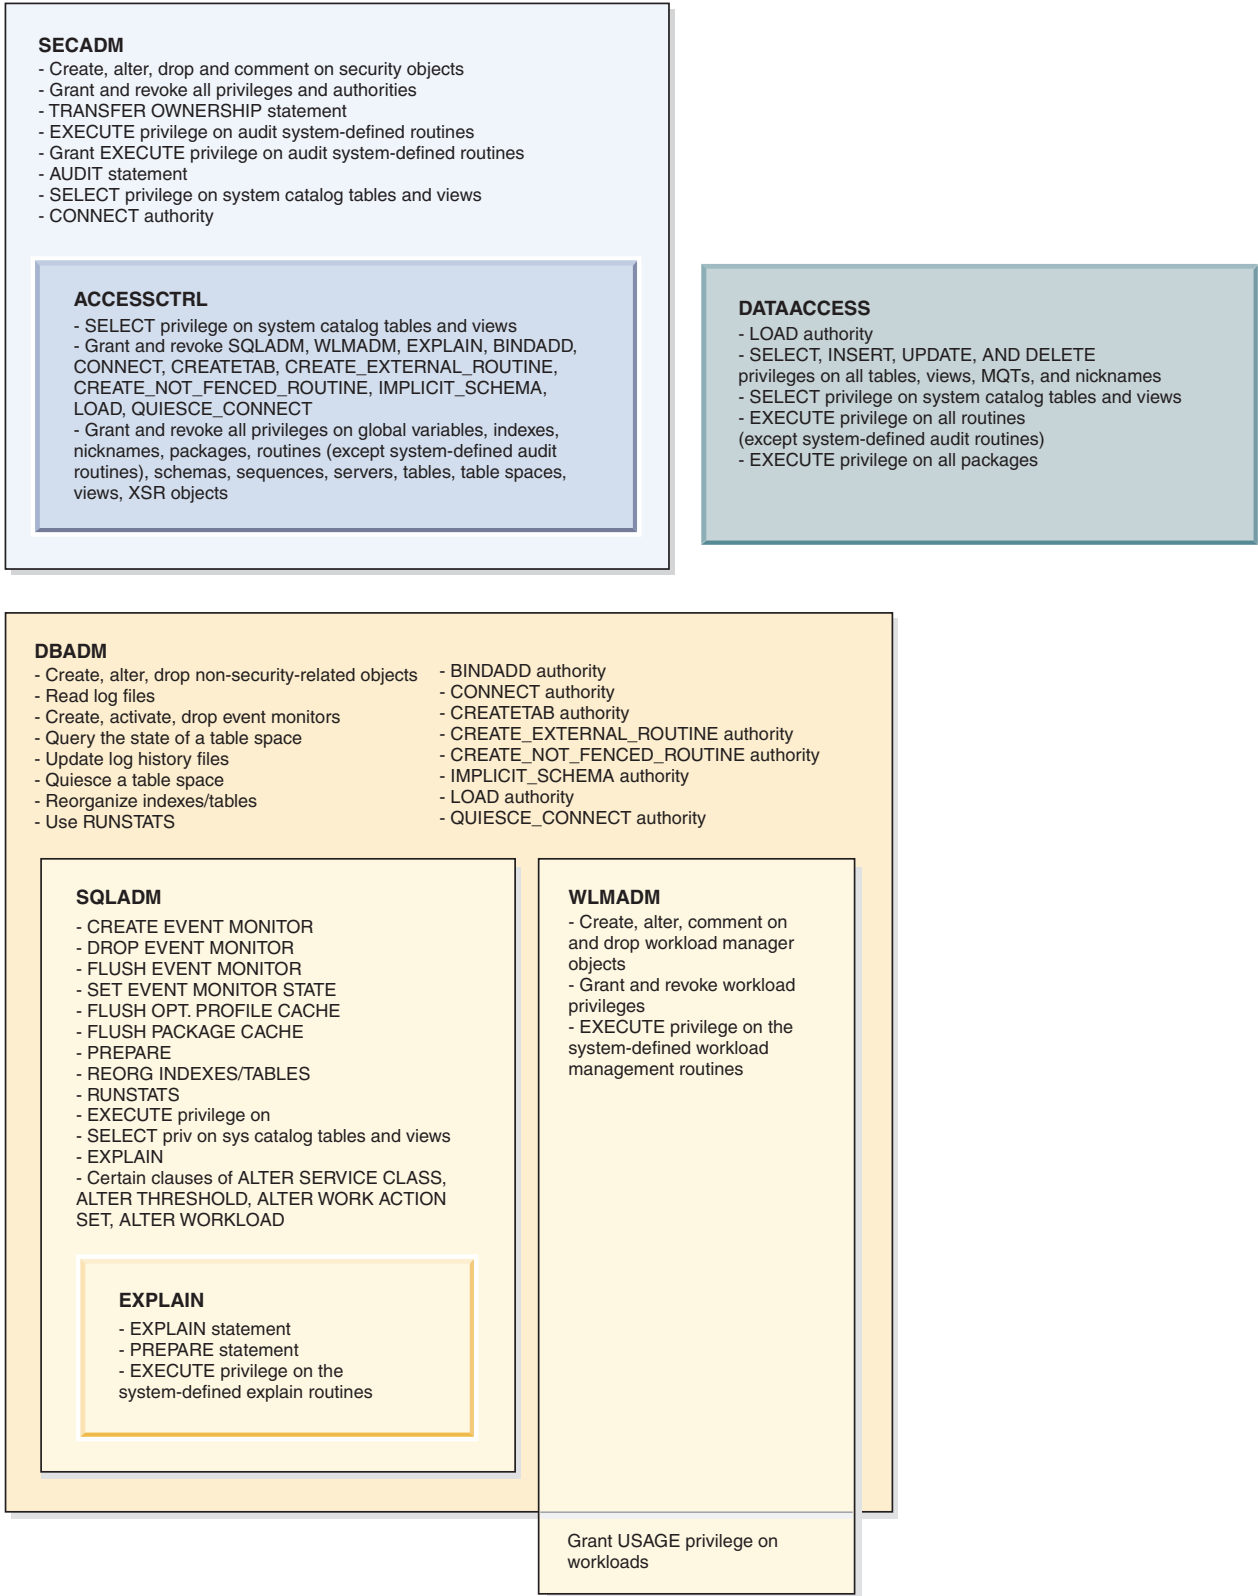 SECADM
- Create, alter, drop and comment on security objects
- Grant and revoke all privileges and authorities
- TRANSFER OWNERSHIP statement
- EXECUTE privilege on audit system-defined routines
- Grant EXECUTE privilege on audit system-defined routines
- AUDIT statement
- SELECT privilege on system catalog tables and views
- CONNECT authority
ACCESSCTRL
- SELECT privilege on system catalog tables and views
- Grant and revoke SQLADM, WLMADM, EXPLAIN, BINDADD,
CONNECT, CREATETAB, CREATE_EXTERNAL_ROUTINE,
CREATE_NOT_FENCED_ROUTINE, IMPLICIT_SCHEMA,
LOAD, QUIESCE_CONNECT
- Grant and revoke all privileges on global variables, indexes,
nicknames, packages, routines (except system-defined audit
routines), schemas, sequences, servers, tables, table spaces,
views, XSR objects
DATAACCESS
- LOAD authority
- SELECT, INSERT, UPDATE, AND DELETE
privileges on all tables, views, MQTs, and nicknames
- SELECT privilege on system catalog tables and views
- EXECUTE privilege on all routines
(except system-defined audit routines)
- EXECUTE privilege on all packages
DBADM
- Create, alter, drop non-security-related objects
- Read log files
- Create, activate, drop event monitors
- Query the state of a table space
- Update log history files
- Quiesce a table space
- Reorganize indexes/tables
- Use RUNSTATS
- BINDADD authority
- CONNECT authority
- CREATETAB authority
- CREATE_EXTERNAL_ROUTINE authority
- CREATE_NOT_FENCED_ROUTINE authority
- IMPLICIT_SCHEMA authority
- LOAD authority
- QUIESCE_CONNECT authority
SQLADM
- CREATE EVENT MONITOR
- DROP EVENT MONITOR
- FLUSH EVENT MONITOR
- SET EVENT MONITOR STATE
- FLUSH OPT. PROFILE CACHE
- FLUSH PACKAGE CACHE
- PREPARE
- REORG INDEXES/TABLES
- RUNSTATS
- EXECUTE privilege on
- SELECT priv on sys catalog tables and views
- EXPLAIN
- Certain clauses of ALTER SERVICE CLASS,
ALTER THRESHOLD, ALTER WORK ACTION
SET, ALTER WORKLOAD
EXPLAIN
- EXPLAIN statement
- PREPARE statement
- EXECUTE privilege on the
system-defined explain routines
WLMADM
- Create, alter, comment on
and drop workload manager
objects
- Grant and revoke workload
privileges
- EXECUTE privilege on the
system-defined workload
management routines
Grant USAGE privilege on
workloads